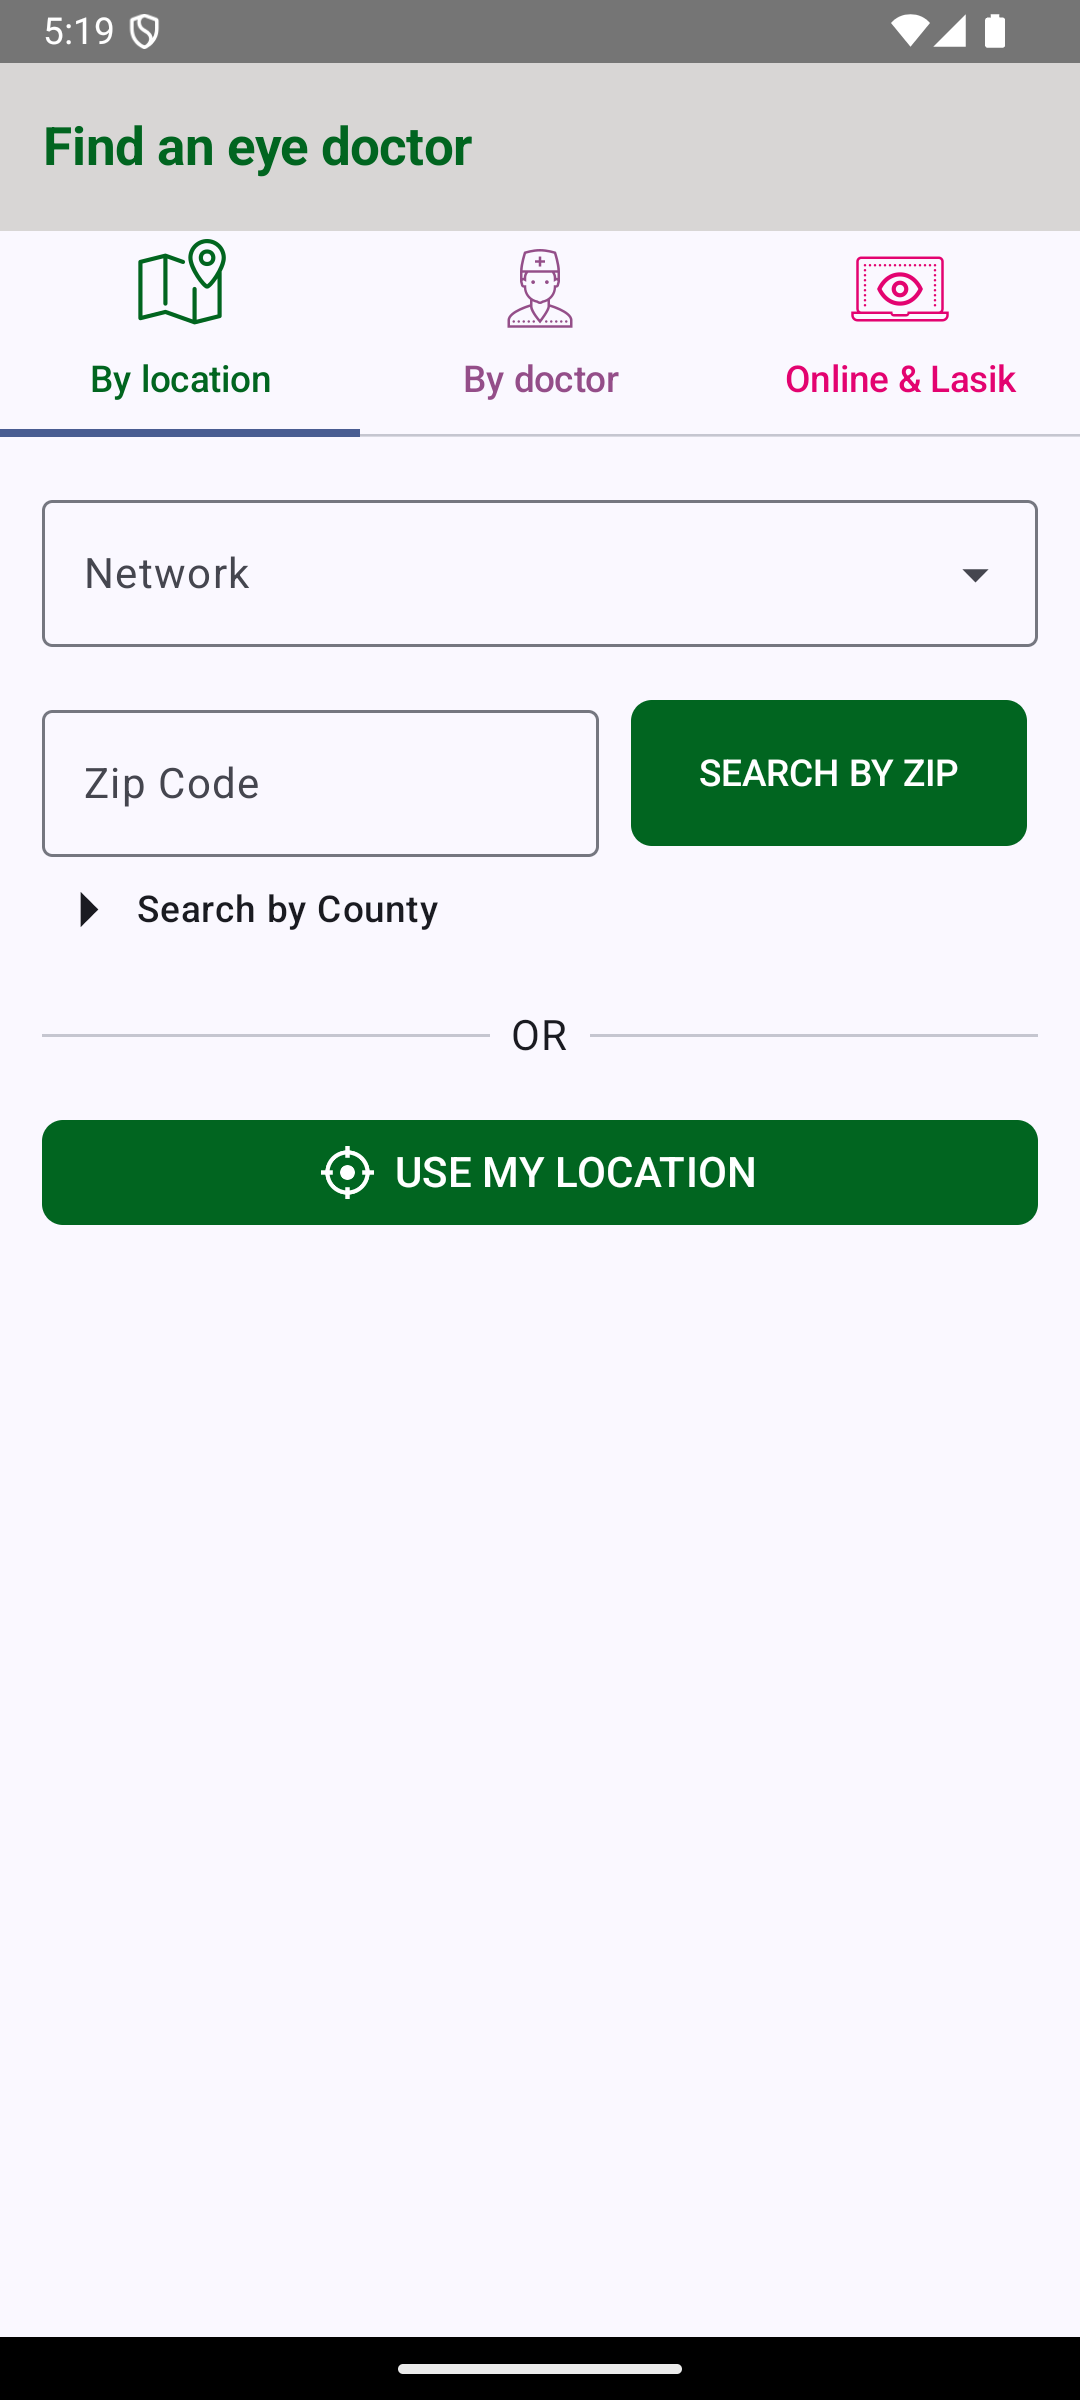 5:19
Find an eye doctor
By location
By doctor
Online & Lasik
Network
Zip Code
SEARCH BY ZIP
Search by County
OR
USE MY LOCATION